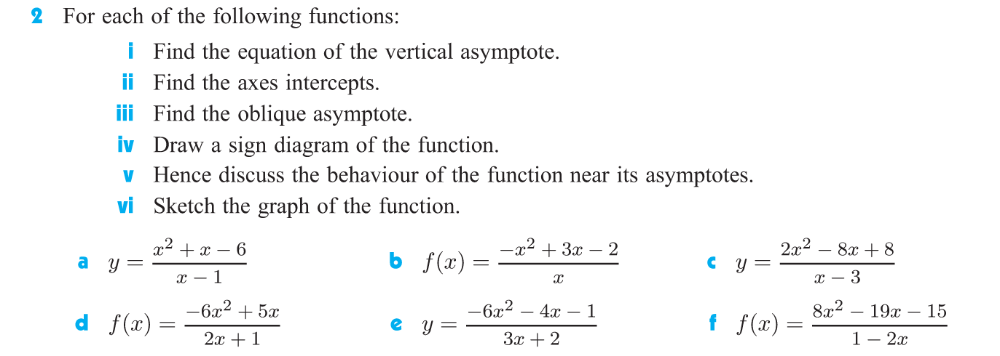 2 For each of the following functions:
i Find the equation of the vertical asymptote.
ii Find the axes intercepts.
iii Find the oblique asymptote.
iv Draw a sign diagram of the function.
v Hence discuss the behaviour of the function near its asymptotes.
vi Sketch the graph of the function.
a y = \frac{x^2 + x - 6}{x - 1} b f(x) = \frac{-x^2 + 3x - 2}{x} c y = \frac{2x^2 - 8x + 8}{x - 3}
d f(x) = \frac{-6x^2 + 5x}{2x + 1} e y = \frac{-6x^2 - 4x - 1}{3x + 2} f f(x) = \frac{8x^2 - 19x - 15}{1 - 2x}